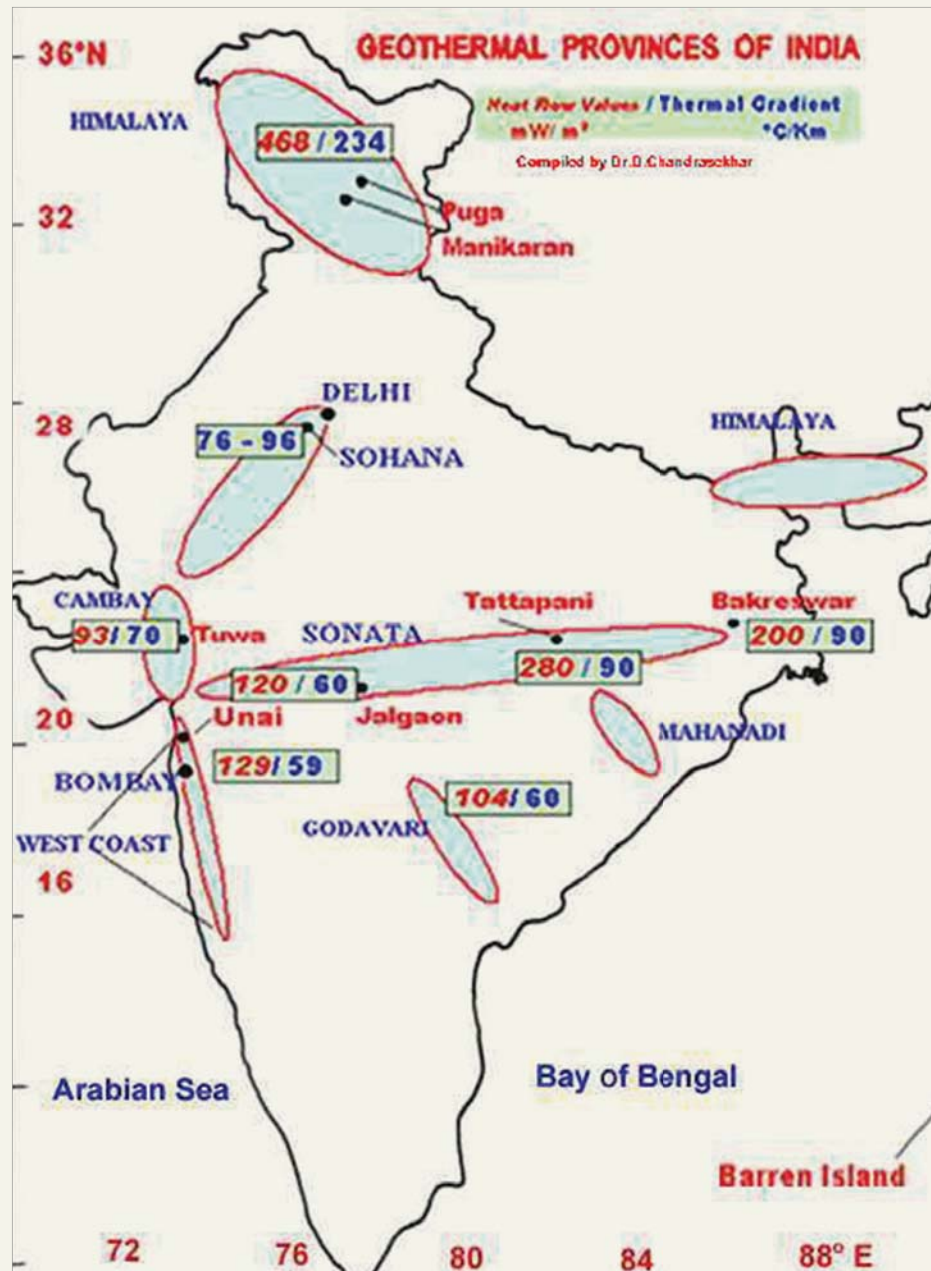 GEOTHERMAL PROVINCES OF INDIA
36°N
Heat Flow Values / Thermal Gradient
mW/ m² °C/Km
Compiled by Dr.D.Chandrasekhar
HIMALAYA
468 / 234
32
Puga
Manikaran
DELHI
28
76 - 96
SOHANA
HIMALAYA
CAMBAY
Tattapani
Bakreswar
93/ 70
Tuwa
SONATA
200 / 90
280 / 90
120 / 60
20
Unai
Jalgaon
MAHANADI
BOMBAY
129/ 59
104/ 60
GODAVARI
WEST COAST
16
Arabian Sea
Bay of Bengal
Barren Island
72 76 80 84 88° E